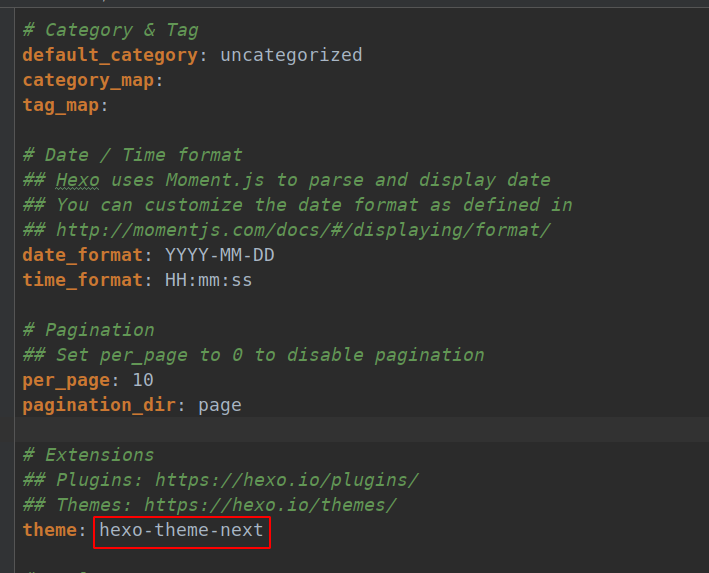 # Category & Tag
default_category: uncategorized
category_map:
tag_map:
# Date / Time format
## Hexo uses Moment.js to parse and display date
## You can customize the date format as defined in
## http://momentjs.com/docs/#/displaying/format/
date_format: YYYY-MM-DD
time_format: HH:mm:ss
# Pagination
## Set per_page to 0 to disable pagination
per_page: 10
pagination_dir: page
# Extensions
## Plugins: https://hexo.io/plugins/
## Themes: https://hexo.io/themes/
theme: hexo-theme-next